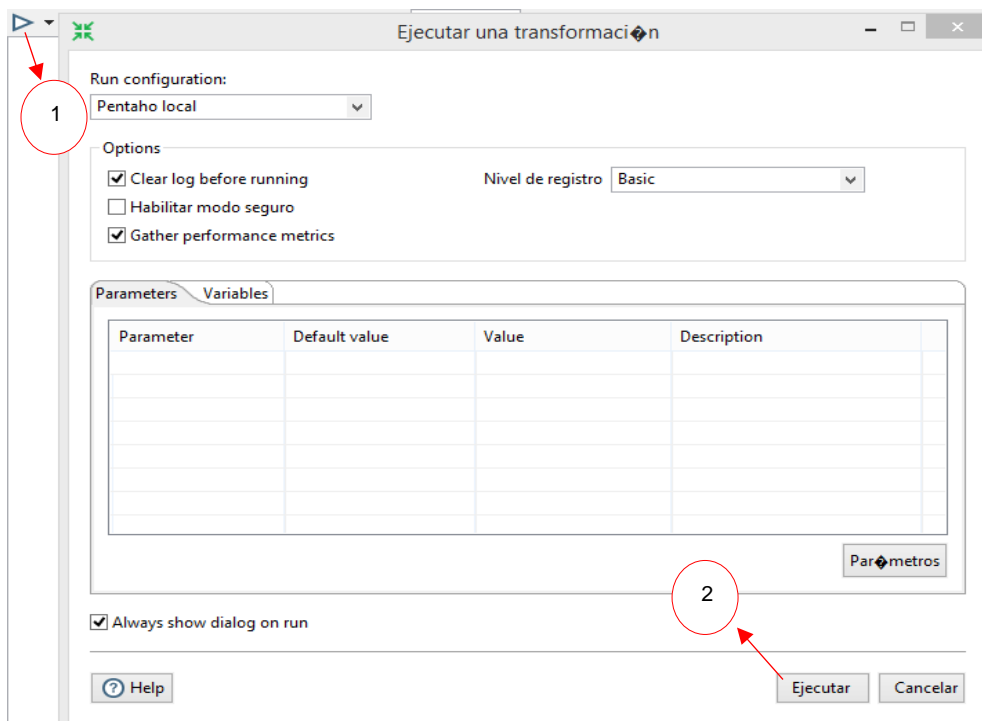 Ejecutar una transformaci�n
Run configuration:
1
Pentaho local
Options
Clear log before running
Nivel de registro Basic
Habilitar modo seguro
Gather performance metrics
Parameters Variables
Parameter Default value Value Description
Par�metros
2
Always show dialog on run
Help Ejecutar Cancelar